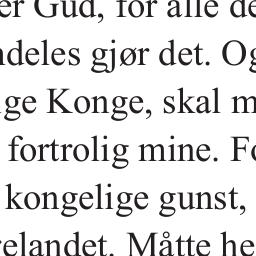 er Gud, for alle de
ndeles gjør det. Og
ge Konge, skal m
fortrolig mine. Fo
kongelige gunst,
relandet. Måtte he